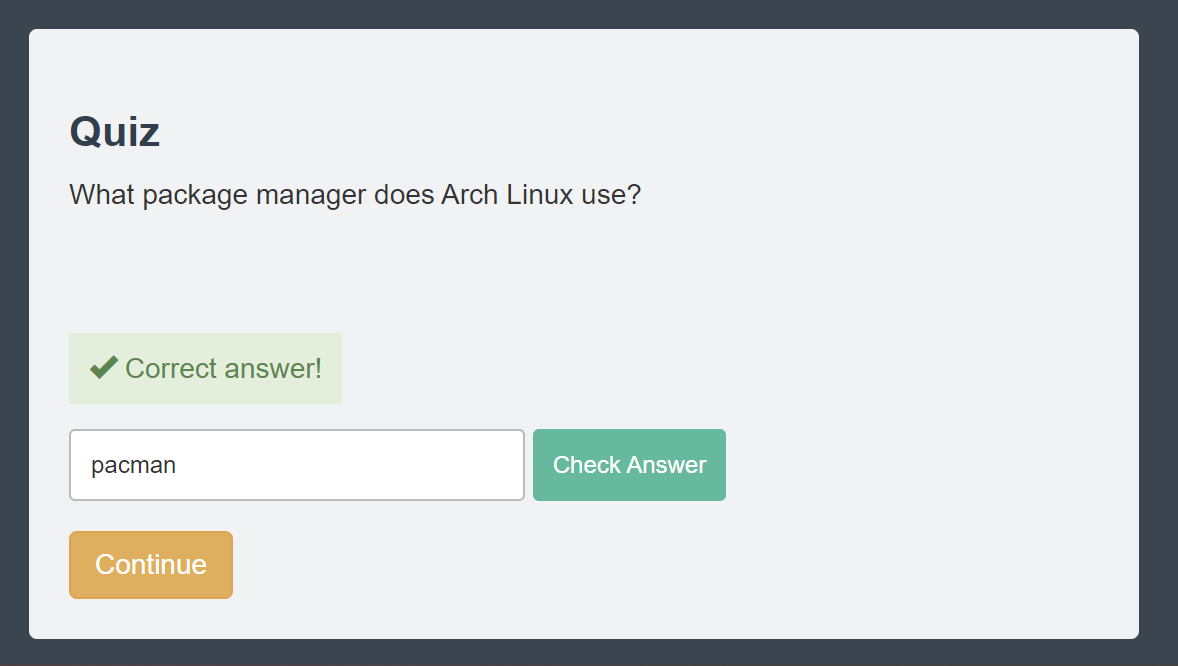 Quiz
What package manager does Arch Linux use?
Correct answer!
pacman
Check Answer
Continue